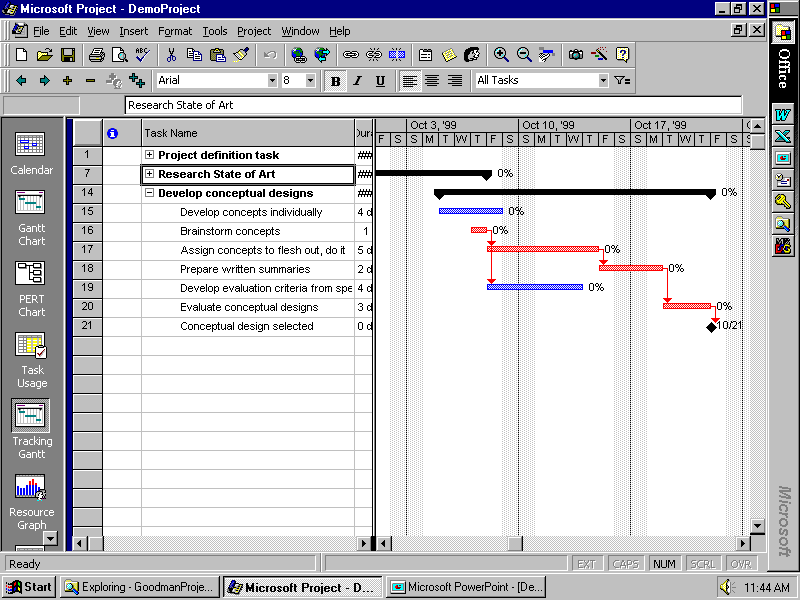 Microsoft Project - DemoProject
File Edit View Insert Format Tools Project Window Help
Arial 8 B I U All Tasks
Research State of Art
Task Name
Oct 3, '99 Oct 10, '99 Oct 17, '99
F S S M T W T F S S M T W T F S S M T W T F S S
1 Project definition task ##
7 Research State of Art ## 0%
14 Develop conceptual designs ## 0%
15 Develop concepts individually 4 d 0%
16 Brainstorm concepts 1 0%
17 Assign concepts to flesh out, do it 5 d 0%
18 Prepare written summaries 2 d 0%
19 Develop evaluation criteria from spe 4 d 0%
20 Evaluate conceptual designs 3 d 0%
21 Conceptual design selected 0 d 10/21
Calendar
Gantt
Chart
PERT
Chart
Task
Usage
Tracking
Gantt
Resource
Graph
Office
Microsoft
Ready EXT CAPS NUM SCRL OVR
Start Exploring - GoodmanProje... Microsoft Project - D... Microsoft PowerPoint - [De... 11:44 AM